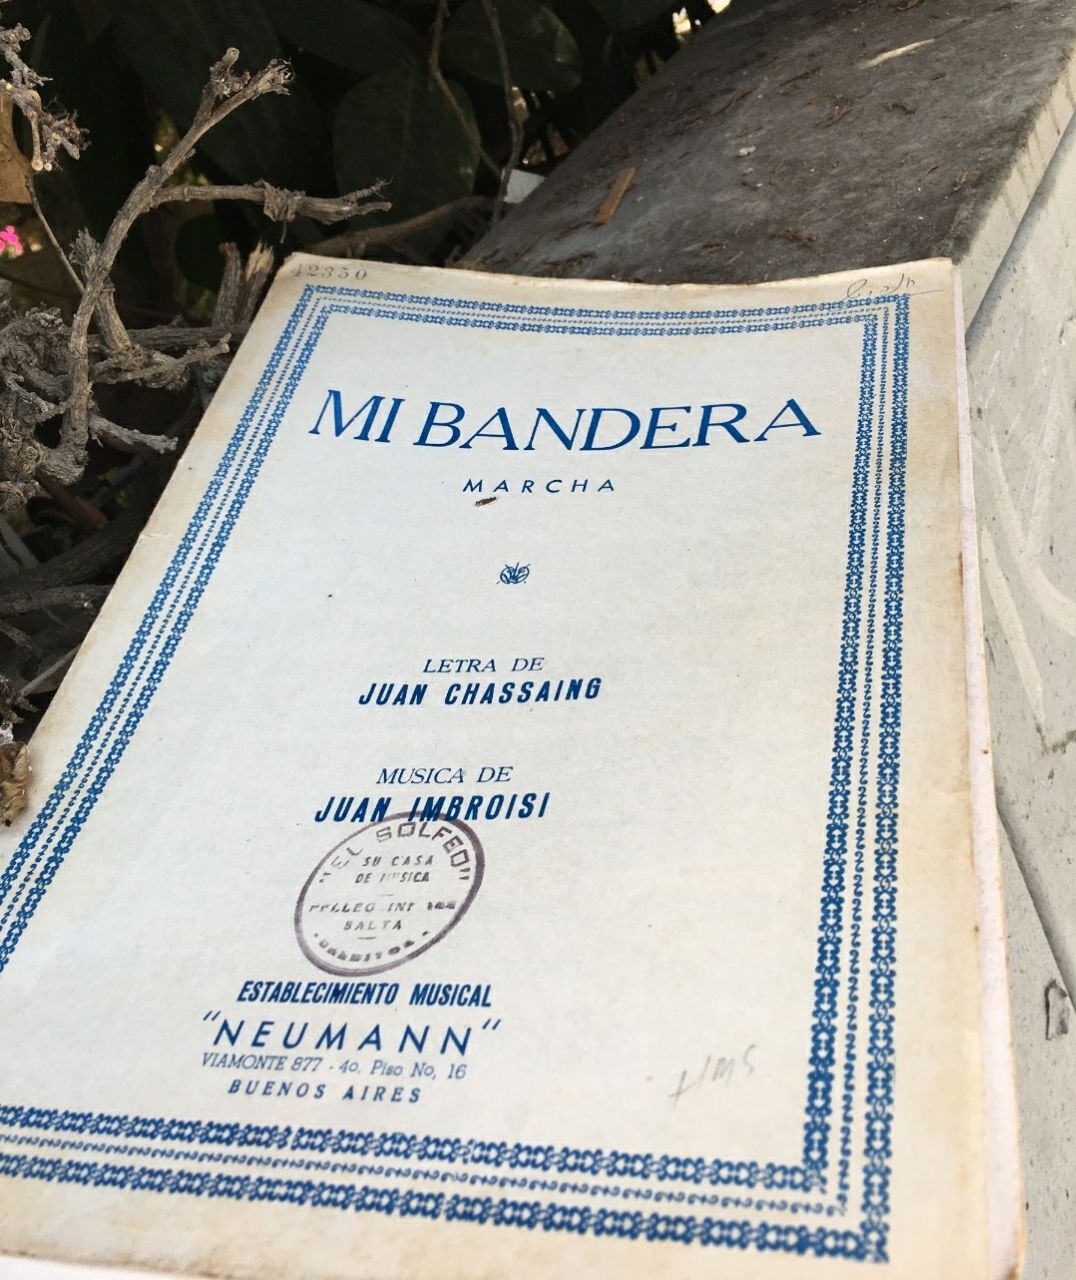 42350
MI BANDERA
MARCHA
LETRA DE
JUAN CHASSAING
MUSICA DE
JUAN IMBROISI
"EL SOLFEO"
SU CASA
DE MUSICA
SALTA
ESTABLECIMIENTO MUSICAL
"NEUMANN"
VIAMONTE 877 - 4o. Piso No, 16
BUENOS AIRES